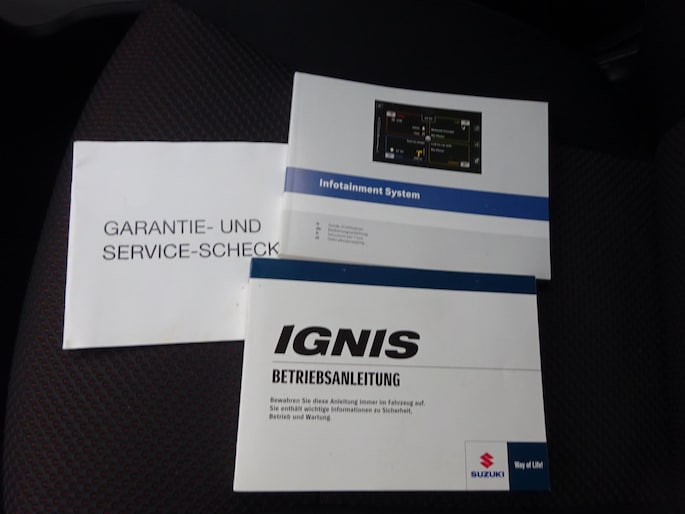 Infotainment System
Bedienungsanleitung
GARANTIE- UND
SERVICE-SCHECK
IGNIS
BETRIEBSANLEITUNG
Bewahren Sie diese Anleitung immer im Fahrzeug auf.
Sie enthält wichtige Informationen zu Sicherheit,
Betrieb und Wartung.
SUZUKI
Way of Life!